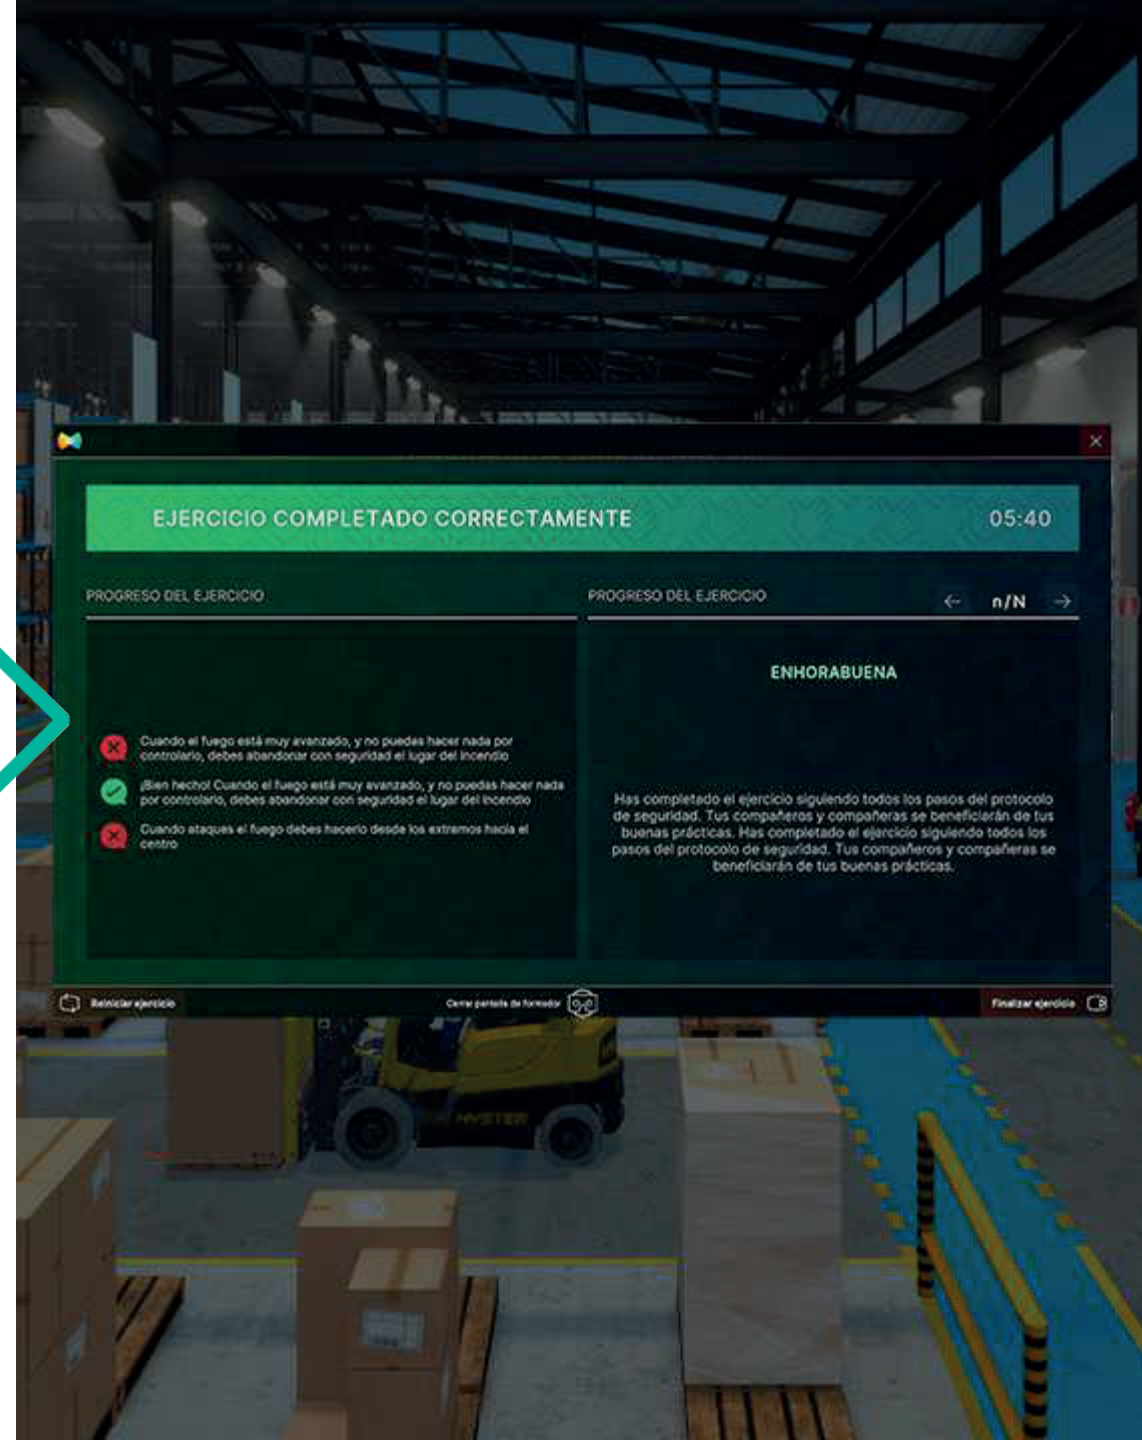 EJERCICIO COMPLETADO CORRECTAMENTE
05:40
PROGRESO DEL EJERCICIO
Cuando el fuego está muy avanzado, y no puedas hacer nada por
controlarlo, debes abandonar con seguridad el lugar del incendio
¡Bien hecho! Cuando el fuego está muy avanzado, y no puedas hacer nada
por controlarlo, debes abandonar con seguridad el lugar del incendio
Cuando ataques el fuego debes hacerlo desde los extremos hacia el
centro
PROGRESO DEL EJERCICIO
n/N
ENHORABUENA
Has completado el ejercicio siguiendo todos los pasos del protocolo
de seguridad. Tus compañeros y compañeras se beneficiarán de tus
buenas prácticas. Has completado el ejercicio siguiendo todos los
pasos del protocolo de seguridad. Tus compañeros y compañeras se
beneficiarán de tus buenas prácticas.
Reiniciar ejercicio
Cerrar pantalla de formador
Finalizar ejercicio
HYSTER